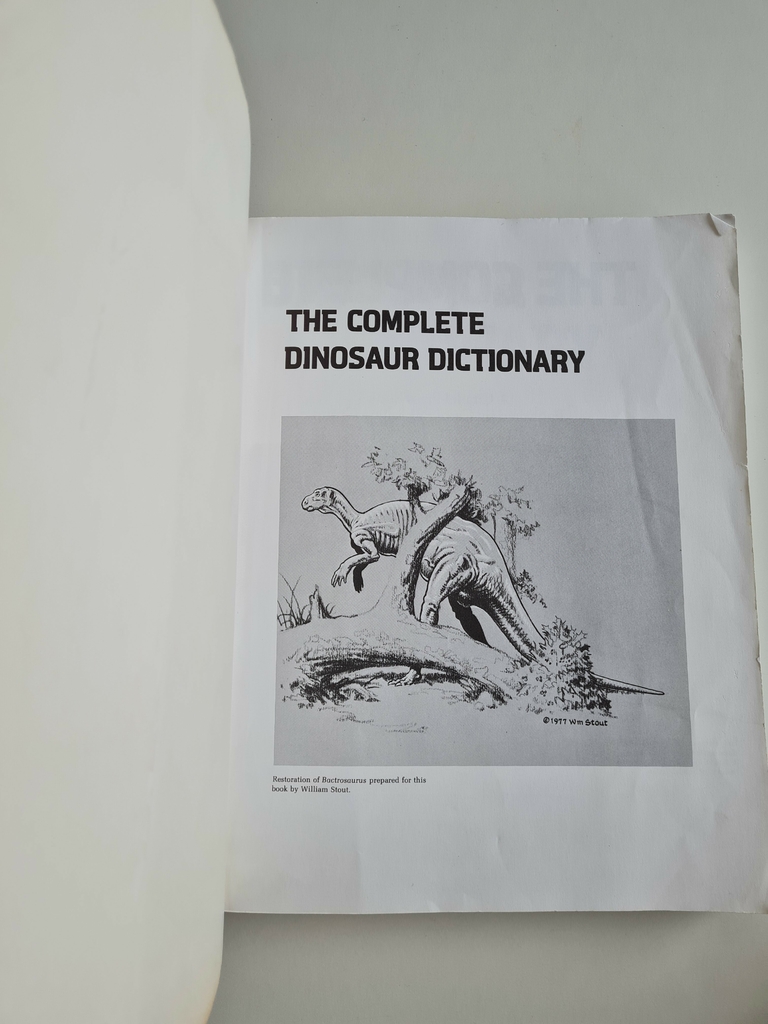 THE COMPLETE
DINOSAUR DICTIONARY
©1977 Wm Stout
Restoration of Bactrosaurus prepared for this
book by William Stout.